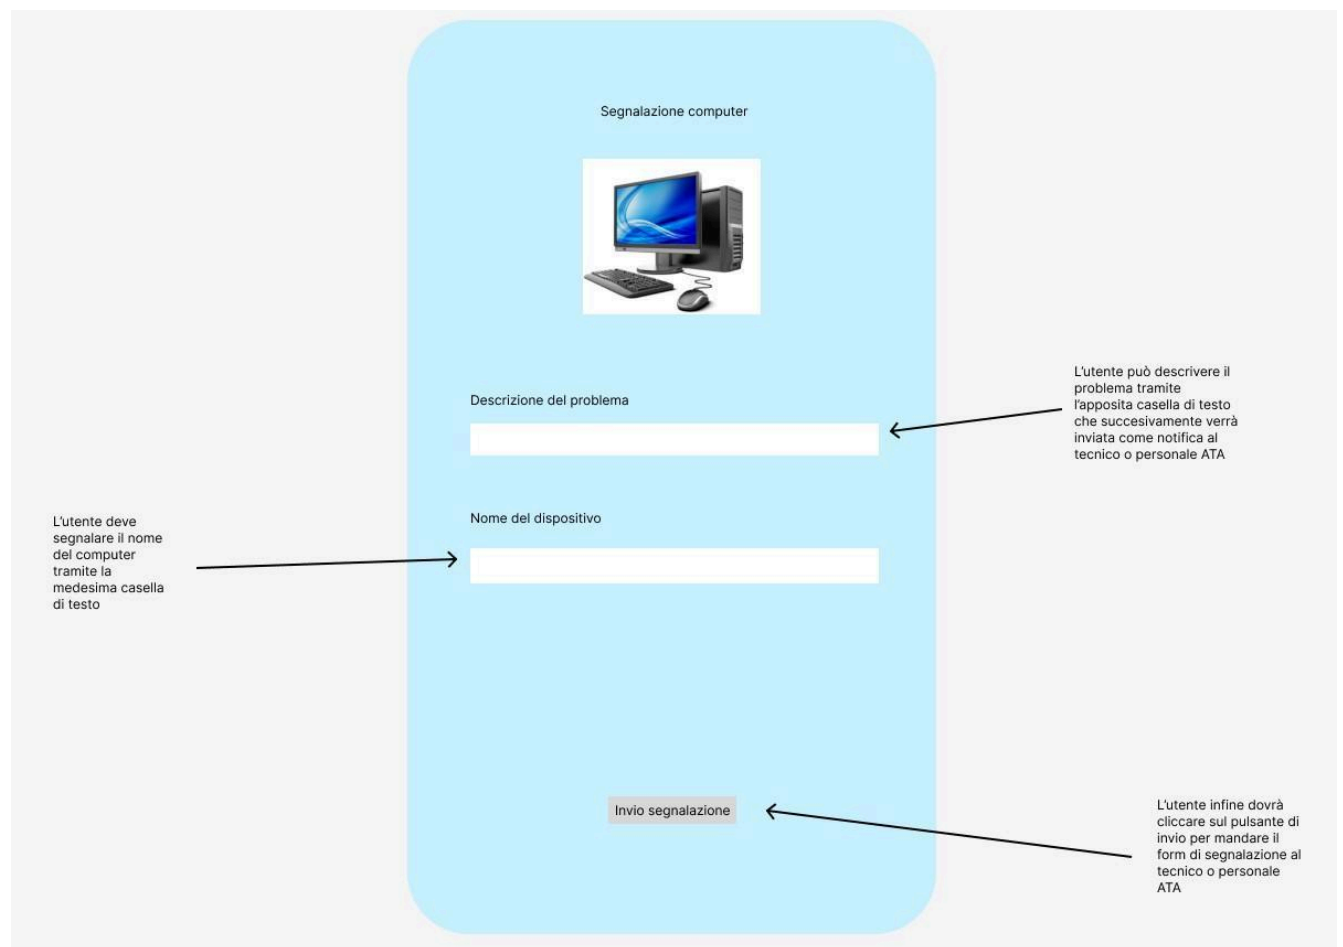 Segnalazione computer
L'utente può descrivere il
problema tramite
l'apposita casella di testo
che succesivamente verrà
inviata come notifica al
tecnico o personale ATA
Descrizione del problema
Nome del dispositivo
L'utente deve
segnalare il nome
del computer
tramite la
medesima casella
di testo
Invio segnalazione
L'utente infine dovrà
cliccare sul pulsante di
invio per mandare il
form di segnalazione al
tecnico o personale
ATA